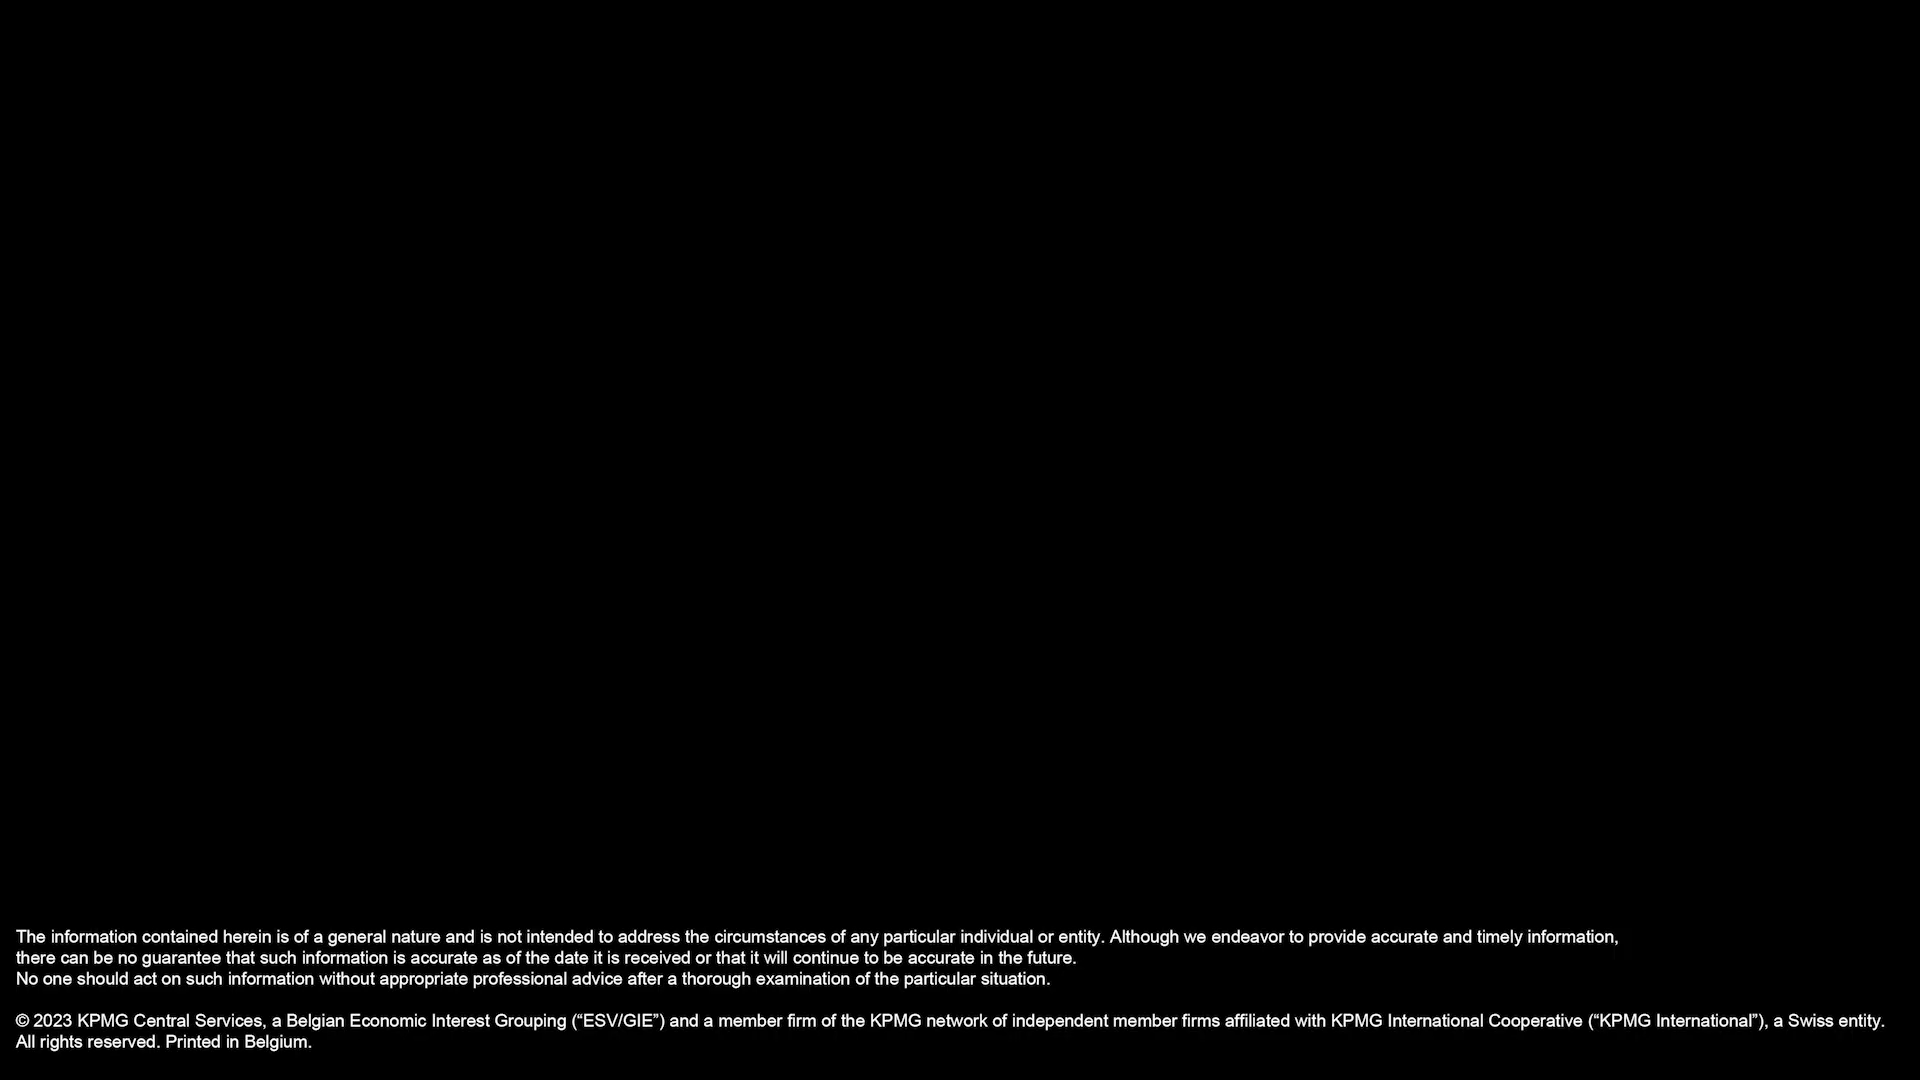 The information contained herein is of a general nature and is not intended to address the circumstances of any particular individual or entity. Although we endeavor to provide accurate and timely information,
there can be no guarantee that such information is accurate as of the date it is received or that it will continue to be accurate in the future.
No one should act on such information without appropriate professional advice after a thorough examination of the particular situation.
© 2023 KPMG Central Services, a Belgian Economic Interest Grouping (“ESV/GIE”) and a member firm of the KPMG network of independent member firms affiliated with KPMG International Cooperative (“KPMG International”), a Swiss entity.
All rights reserved. Printed in Belgium.